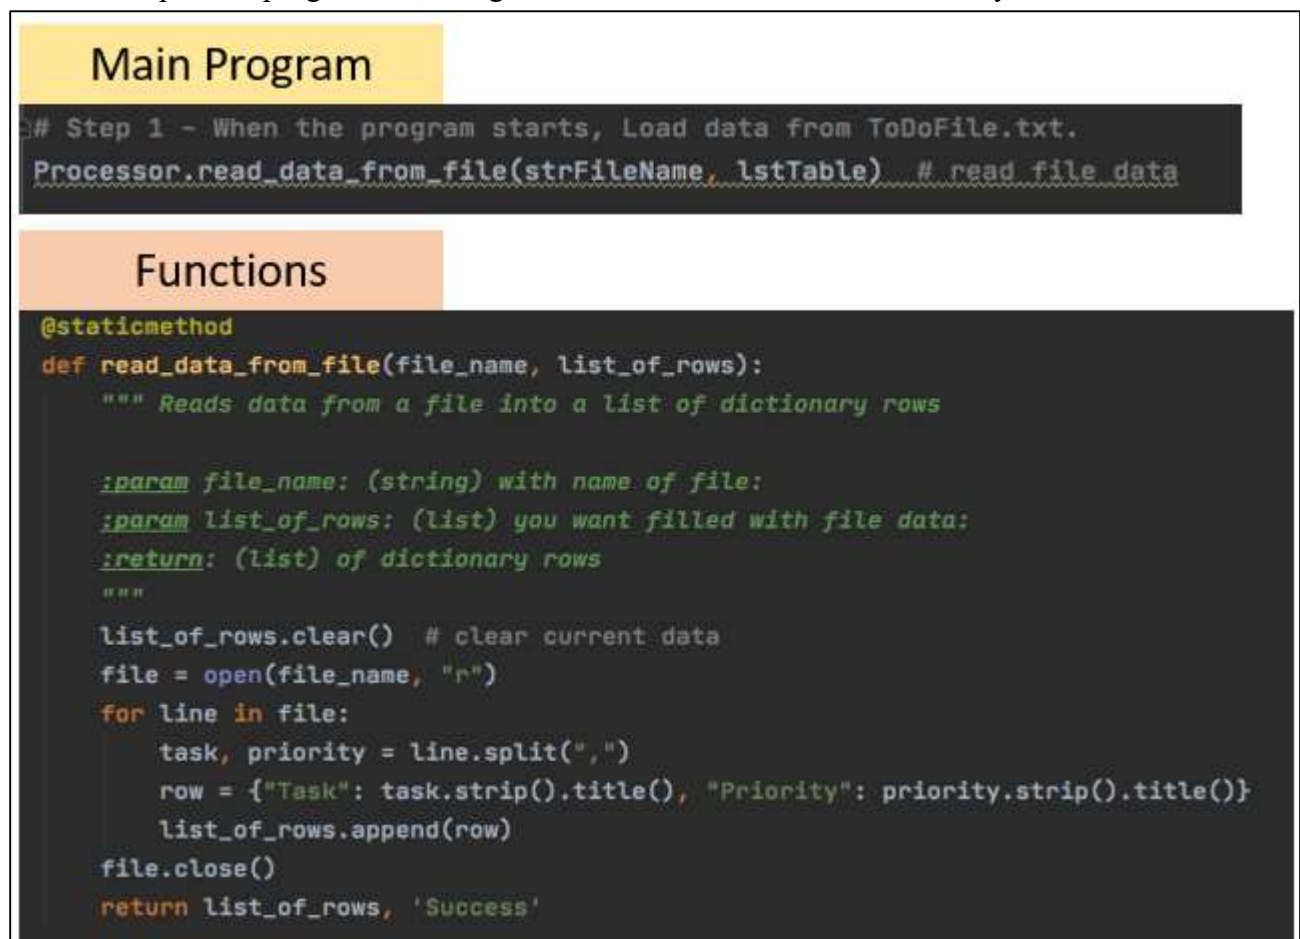 Main Program
# Step 1 - When the program starts, Load data from ToDoFile.txt.
Processor.read_data_from_file(strFileName, lstTable)  # read file data
Functions
@staticmethod
def read_data_from_file(file_name, list_of_rows):
    """ Reads data from a file into a list of dictionary rows
    :param file_name: (string) with name of file:
    :param list_of_rows: (list) you want filled with file data:
    :return: (list) of dictionary rows
    """
    list_of_rows.clear()  # clear current data
    file = open(file_name, "r")
    for line in file:
        task, priority = line.split(",")
        row = {"Task": task.strip().title(), "Priority": priority.strip().title()}
        list_of_rows.append(row)
    file.close()
    return list_of_rows, 'Success'